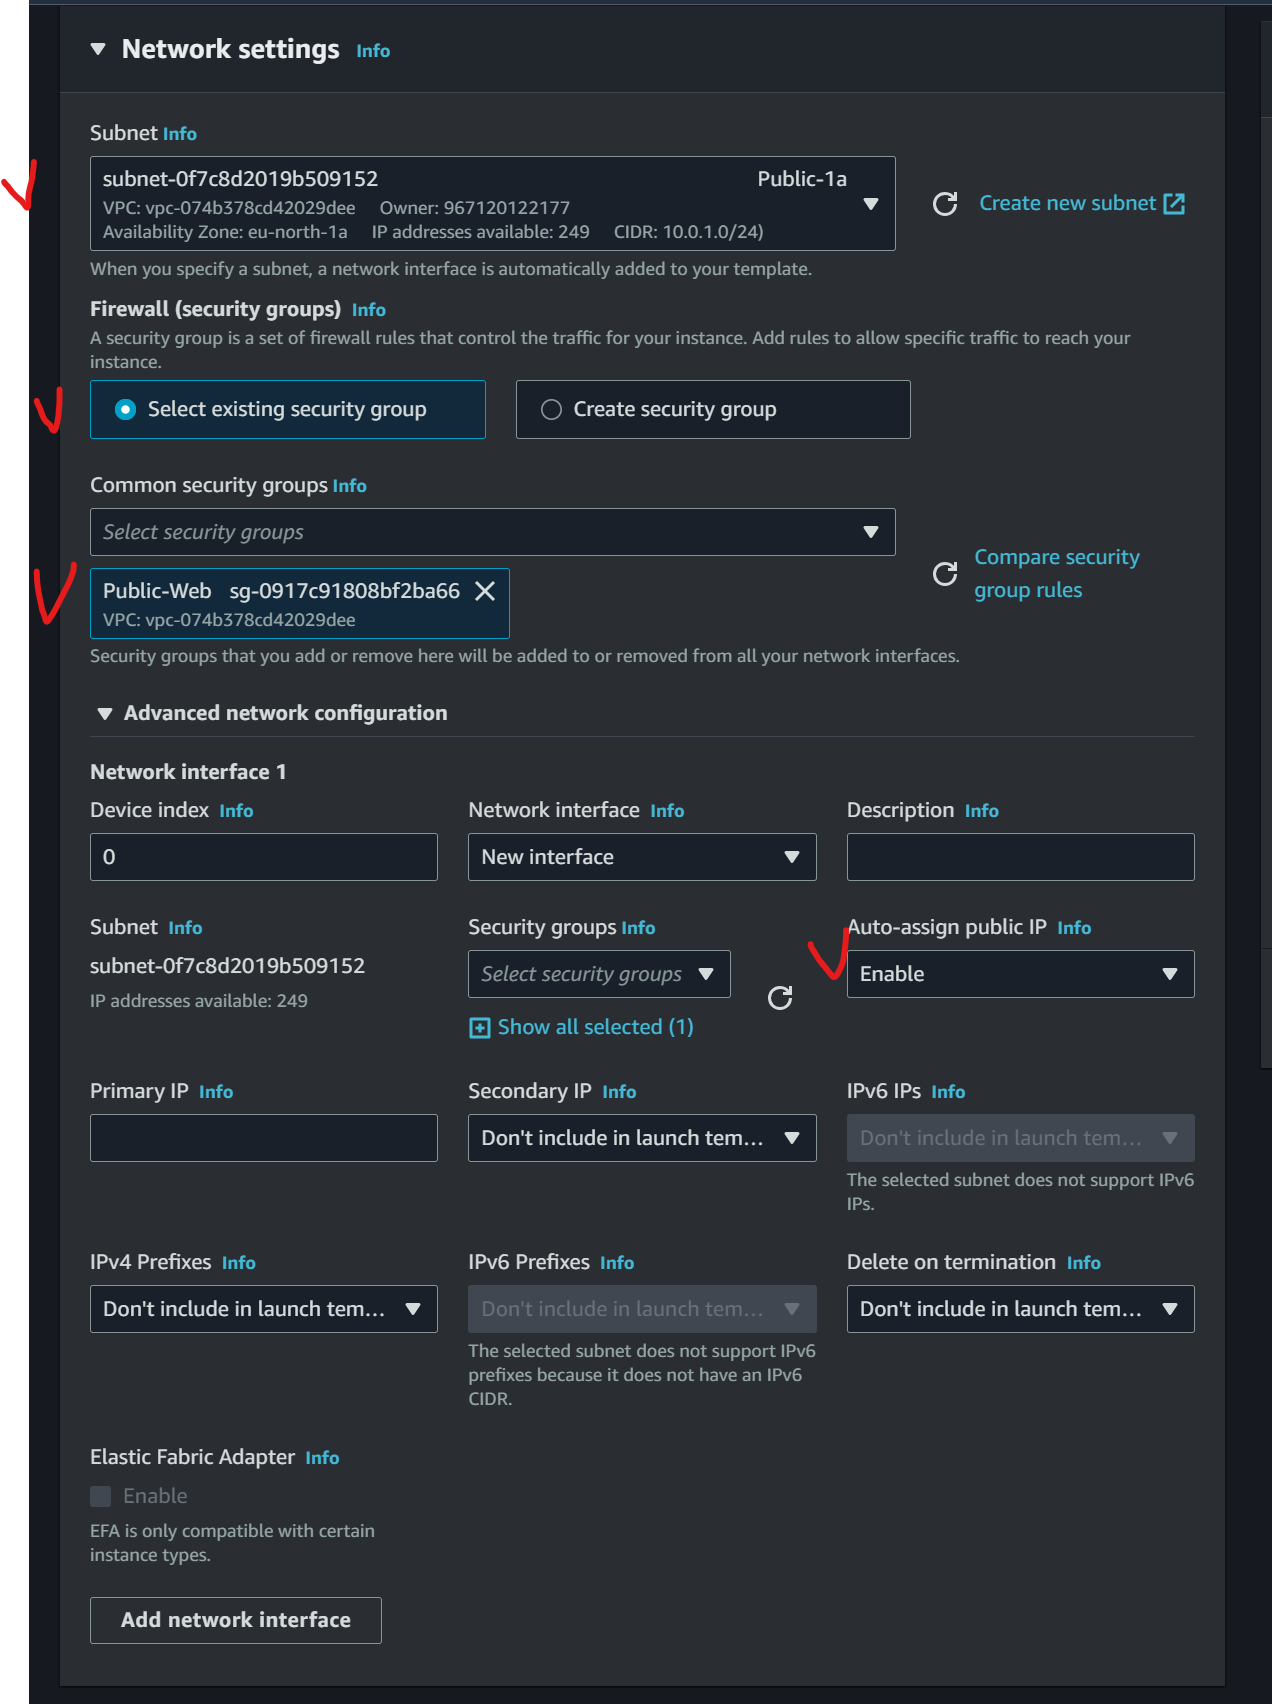 Network settings Info
Subnet Info
subnet-0f7c8d2019b509152 Public-1a
VPC: vpc-074b378cd42029dee Owner: 967120122177
Availability Zone: eu-north-1a IP addresses available: 249 CIDR: 10.0.1.0/24)
Create new subnet
When you specify a subnet, a network interface is automatically added to your template.
Firewall (security groups) Info
A security group is a set of firewall rules that control the traffic for your instance. Add rules to allow specific traffic to reach your
instance.
Select existing security group Create security group
Common security groups Info
Select security groups
Compare security
group rules
Public-Web sg-0917c91808bf2ba66
VPC: vpc-074b378cd42029dee
Security groups that you add or remove here will be added to or removed from all your network interfaces.
Advanced network configuration
Network interface 1
Device index Info
0
Network interface Info
New interface
Description Info
Subnet Info
subnet-0f7c8d2019b509152
IP addresses available: 249
Security groups Info
Select security groups
Show all selected (1)
Auto-assign public IP Info
Enable
Primary IP Info
Secondary IP Info
Don't include in launch tem...
IPv6 IPs Info
Don't include in launch tem...
The selected subnet does not support IPv6
IPs.
IPv4 Prefixes Info
Don't include in launch tem...
IPv6 Prefixes Info
Don't include in launch tem...
The selected subnet does not support IPv6
prefixes because it does not have an IPv6
CIDR.
Delete on termination Info
Don't include in launch tem...
Elastic Fabric Adapter Info
Enable
EFA is only compatible with certain
instance types.
Add network interface